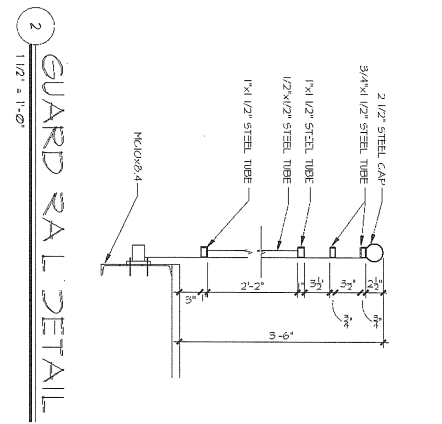 2 1/2" STEEL CAP
3/4"x1 1/2" STEEL TUBE
1"x1 1/2" STEEL TUBE
1/2"x1/2" STEEL TUBE
1"x1 1/2" STEEL TUBE
MC10x8.4
2 1/2"
3 1/2"
3 1/2"
1"
2'-2"
3"
3'-6"
2
GUARD RAIL DETAIL
1 1/2" = 1'-0"